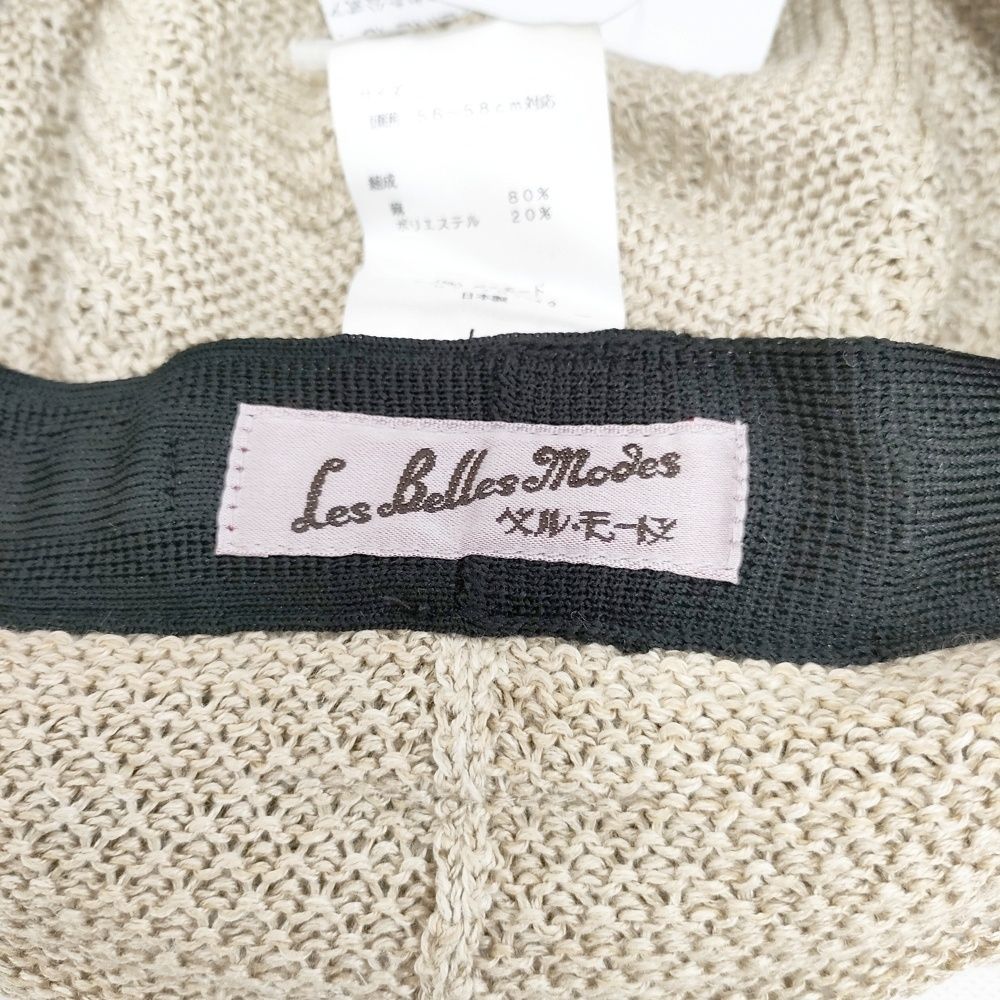 サイズ
頭囲 56-58cm対応
組成
麻 80%
ポリエステル 20%
日本製
Les Belles Modes
ベル・モード